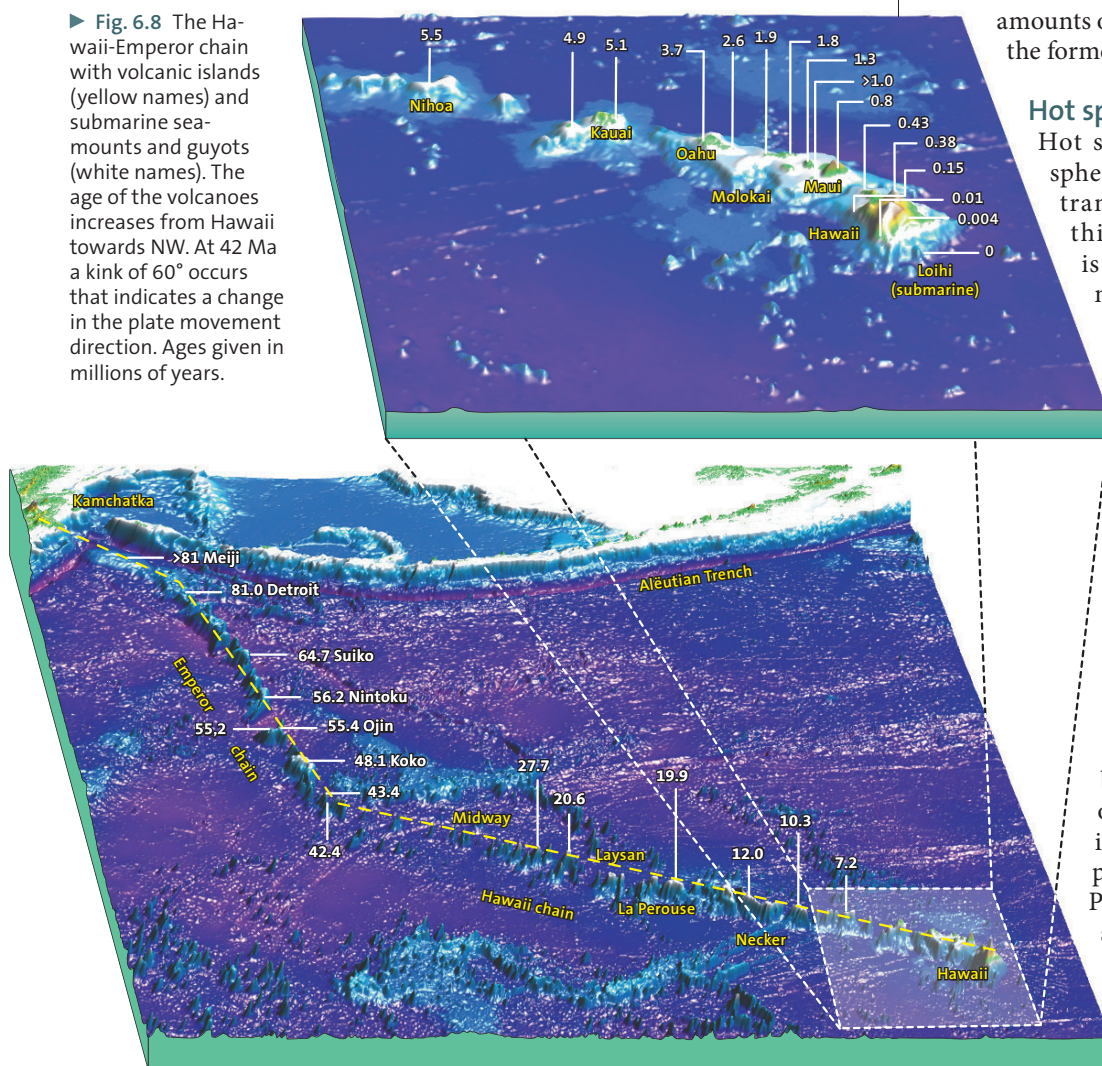 ► Fig. 6.8 The Ha-
waii-Emperor chain
with volcanic islands
(yellow names) and
submarine sea-
mounts and guyots
(white names). The
age of the volcanoes
increases from Hawaii
towards NW. At 42 Ma
a kink of 60° occurs
that indicates a change
in the plate movement
direction. Ages given in
millions of years.
5.5
4.9
5.1
3.7
2.6
1.9
1.8
1.3
>1.0
0.8
0.43
0.38
0.15
0.01
0.004
0
Nihoa
Kauai
Oahu
Molokai
Maui
Hawaii
Loihi
(submarine)
amounts
the forme
Hot sp
Hot s
sphe
tran
thi
is
Kamchatka
>81 Meiji
81.0 Detroit
Alëutian Trench
64.7 Suiko
Emperor
chain
56.2 Nintoku
55,2
55.4 Ojin
48.1 Koko
43.4
42.4
27.7
20.6
19.9
12.0
10.3
7.2
Midway
Laysan
Hawaii chain
La Perouse
Necker
Hawaii
i
p
P